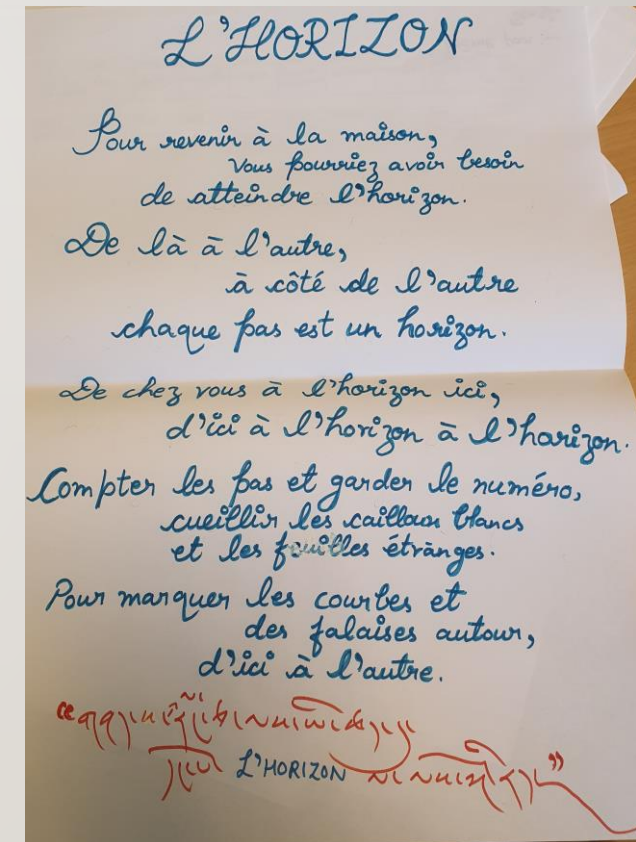 L'HORIZON
Pour revenir à la maison,
vous pourriez avoir besoin
de atteindre l'horizon.
De là à l'autre,
à côté de l'autre
chaque pas est un horizon.
De chez vous à l'horizon ici,
d'ici à l'horizon à l'horizon.
Compter les pas et garder le numéro,
cueillir les cailloux blancs
et les feuilles étranges.
Pour marquer les courbes et
des falaises autour,
d'ici à l'autre.
L'HORIZON